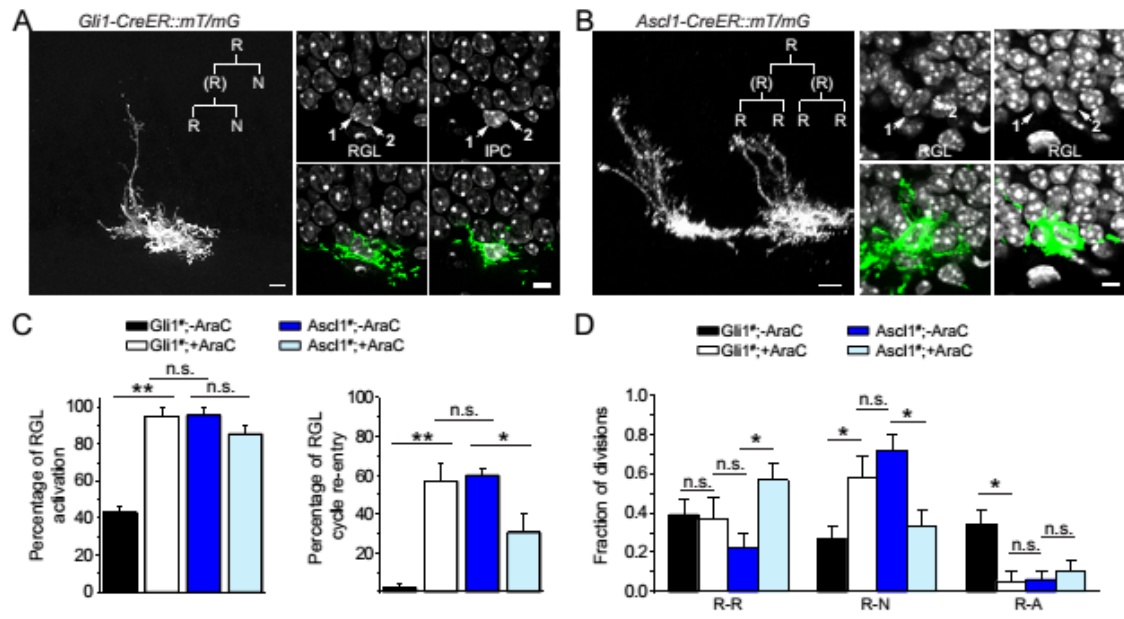 A
Gli1-CreER::mT/mG
R
(R) N
R N
1 2
RGL
1 2
IPC
B
Ascl1-CreER::mT/mG
R
(R) (R)
R R R R
1 2
RGL
1 2
RGL
C
Gli1#;-AraC Ascl1#;-AraC
Gli1#;+AraC Ascl1#;+AraC
n.s.
** n.s.
100
80
60
40
20
0
Percentage of RGL
activation
n.s.
** *
100
80
60
40
20
Percentage of RGL
cycle re-entry
D
Gli1#;-AraC Ascl1#;-AraC
Gli1#;+AraC Ascl1#;+AraC
1.0
0.8
0.6
0.4
0.2
0.0
Fraction of divisions
n.s. n.s. *
* n.s. *
* n.s. n.s.
R-R R-N R-A